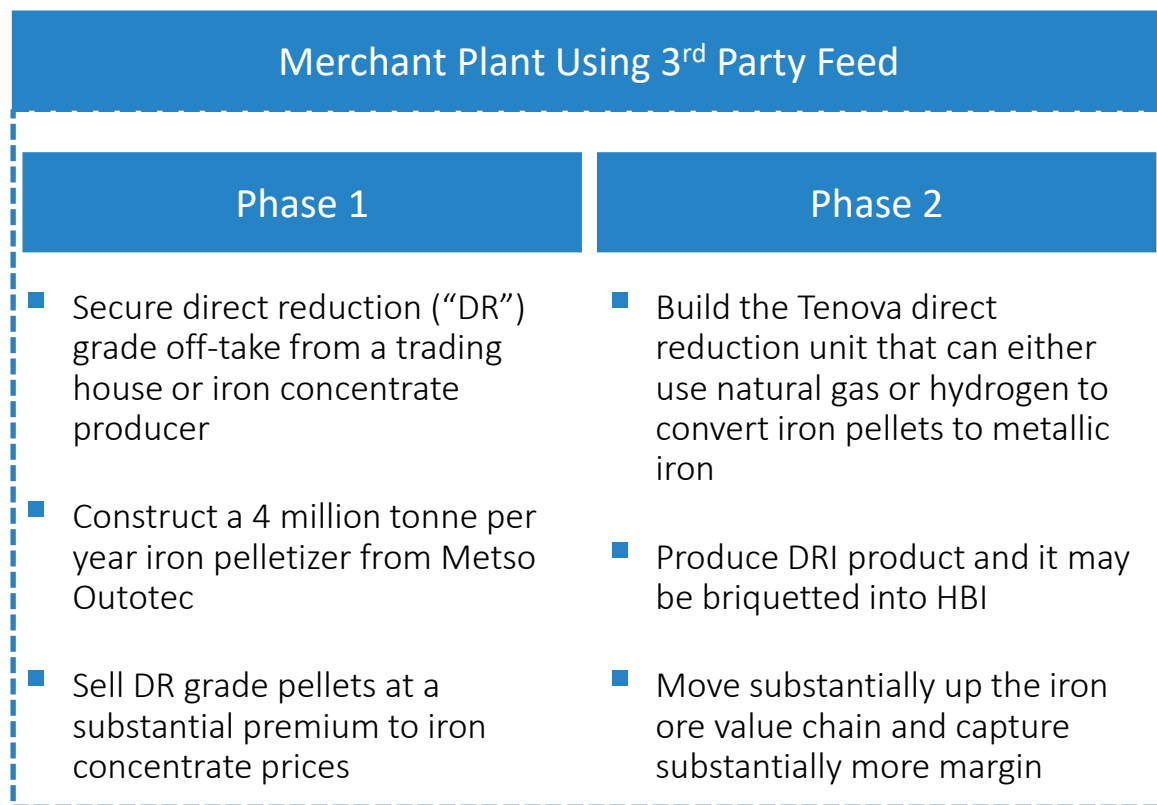 Merchant Plant Using 3rd Party Feed
Phase 1
Secure direct reduction (“DR”)
grade off-take from a trading
house or iron concentrate
producer
Construct a 4 million tonne per
year iron pelletizer from Metso
Outotec
Sell DR grade pellets at a
substantial premium to iron
concentrate prices
Phase 2
Build the Tenova direct
reduction unit that can either
use natural gas or hydrogen to
convert iron pellets to metallic
iron
Produce DRI product and it may
be briquetted into HBI
Move substantially up the iron
ore value chain and capture
substantially more margin